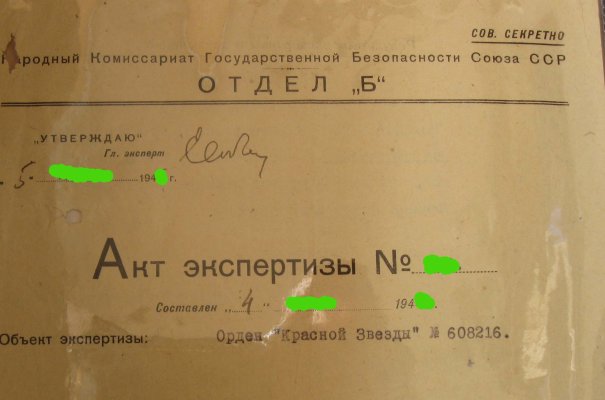 СОВ. СЕКРЕТНО
Народный Комиссариат Государственной Безопасности Союза ССР
ОТДЕЛ „Б“
„УТВЕРЖДАЮ“
Гл. эксперт
5 194 г.
Акт экспертизы №
Составлен „4“ 194 .
Объект экспертизы: Орден "Красной Звезды" № 608216.